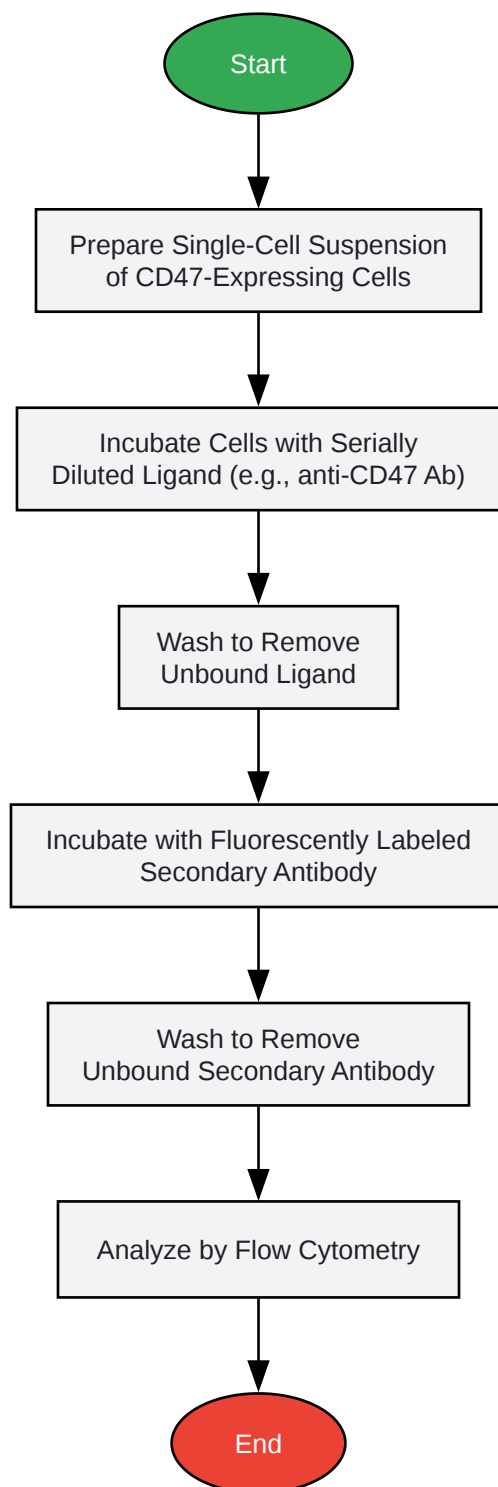 Start
Prepare Single-Cell Suspension
of CD47-Expressing Cells
Incubate Cells with Serially
Diluted Ligand (e.g., anti-CD47 Ab)
Wash to Remove
Unbound Ligand
Incubate with Fluorescently Labeled
Secondary Antibody
Wash to Remove
Unbound Secondary Antibody
Analyze by Flow Cytometry
End